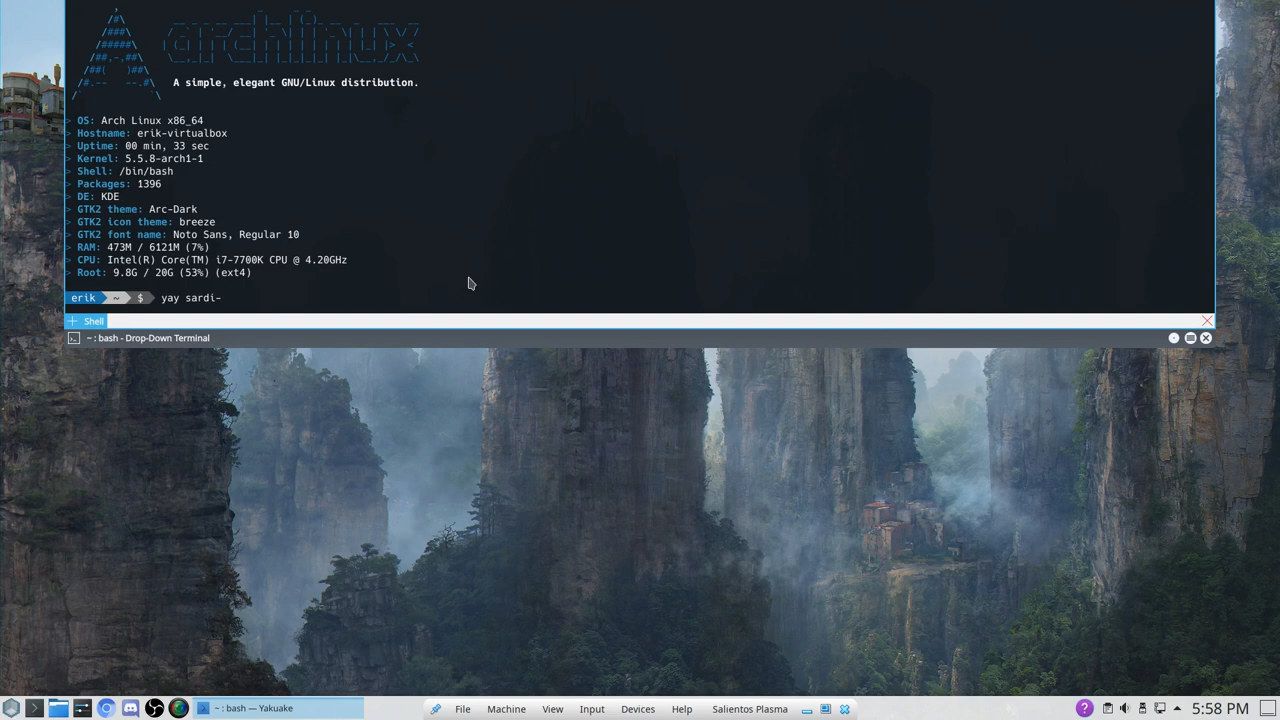 archlinux
A simple, elegant GNU/Linux distribution.
> OS: Arch Linux x86_64
> Hostname: erik-virtualbox
> Uptime: 00 min, 33 sec
> Kernel: 5.5.8-arch1-1
> Shell: /bin/bash
> Packages: 1396
> DE: KDE
> GTK2 theme: Arc-Dark
> GTK2 icon theme: breeze
> GTK2 font name: Noto Sans, Regular 10
> RAM: 473M / 6121M (7%)
> CPU: Intel(R) Core(TM) i7-7700K CPU @ 4.20GHz
> Root: 9.8G / 20G (53%) (ext4)
erik ~ $ yay sardi-
Shell
~ : bash - Drop-Down Terminal
~ : bash — Yakuake
File Machine View Input Devices Help Salientos Plasma
5:58 PM